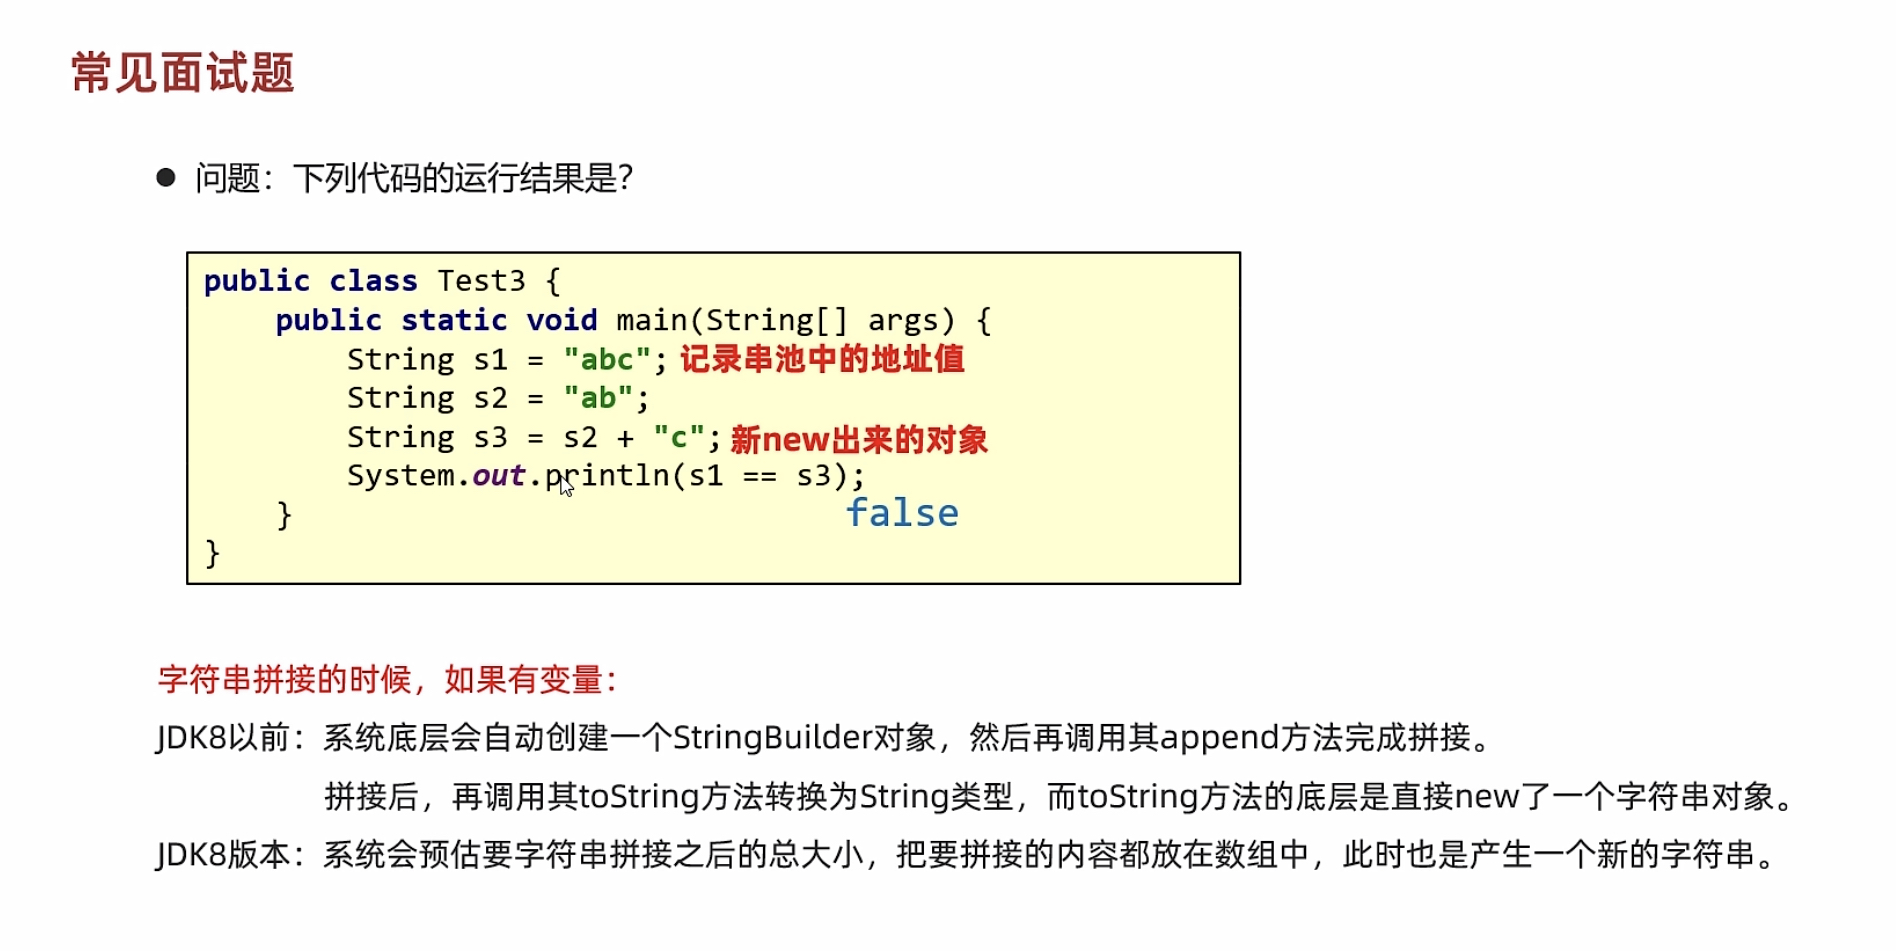 常见面试题
● 问题：下列代码的运行结果是？
public class Test3 {
    public static void main(String[] args) {
        String s1 = "abc"; 记录串池中的地址值
        String s2 = "ab";
        String s3 = s2 + "c"; 新new出来的对象
        System.out.println(s1 == s3);
    }                               false
}
字符串拼接的时候，如果有变量：
JDK8以前：系统底层会自动创建一个StringBuilder对象，然后再调用其append方法完成拼接。
拼接后，再调用其toString方法转换为String类型，而toString方法的底层是直接new了一个字符串对象。
JDK8版本：系统会预估要字符串拼接之后的总大小，把要拼接的内容都放在数组中，此时也是产生一个新的字符串。